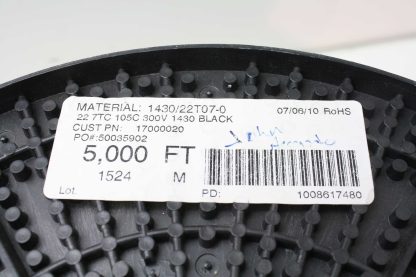 MATERIAL: 1430/22T07-0 07/06/10 RoHS
22 7TC 105C 300V 1430 BLACK
CUST PN: 17000020
PO#:50035902
5,000 FT
1524 M
Lot: PD: 1008617480